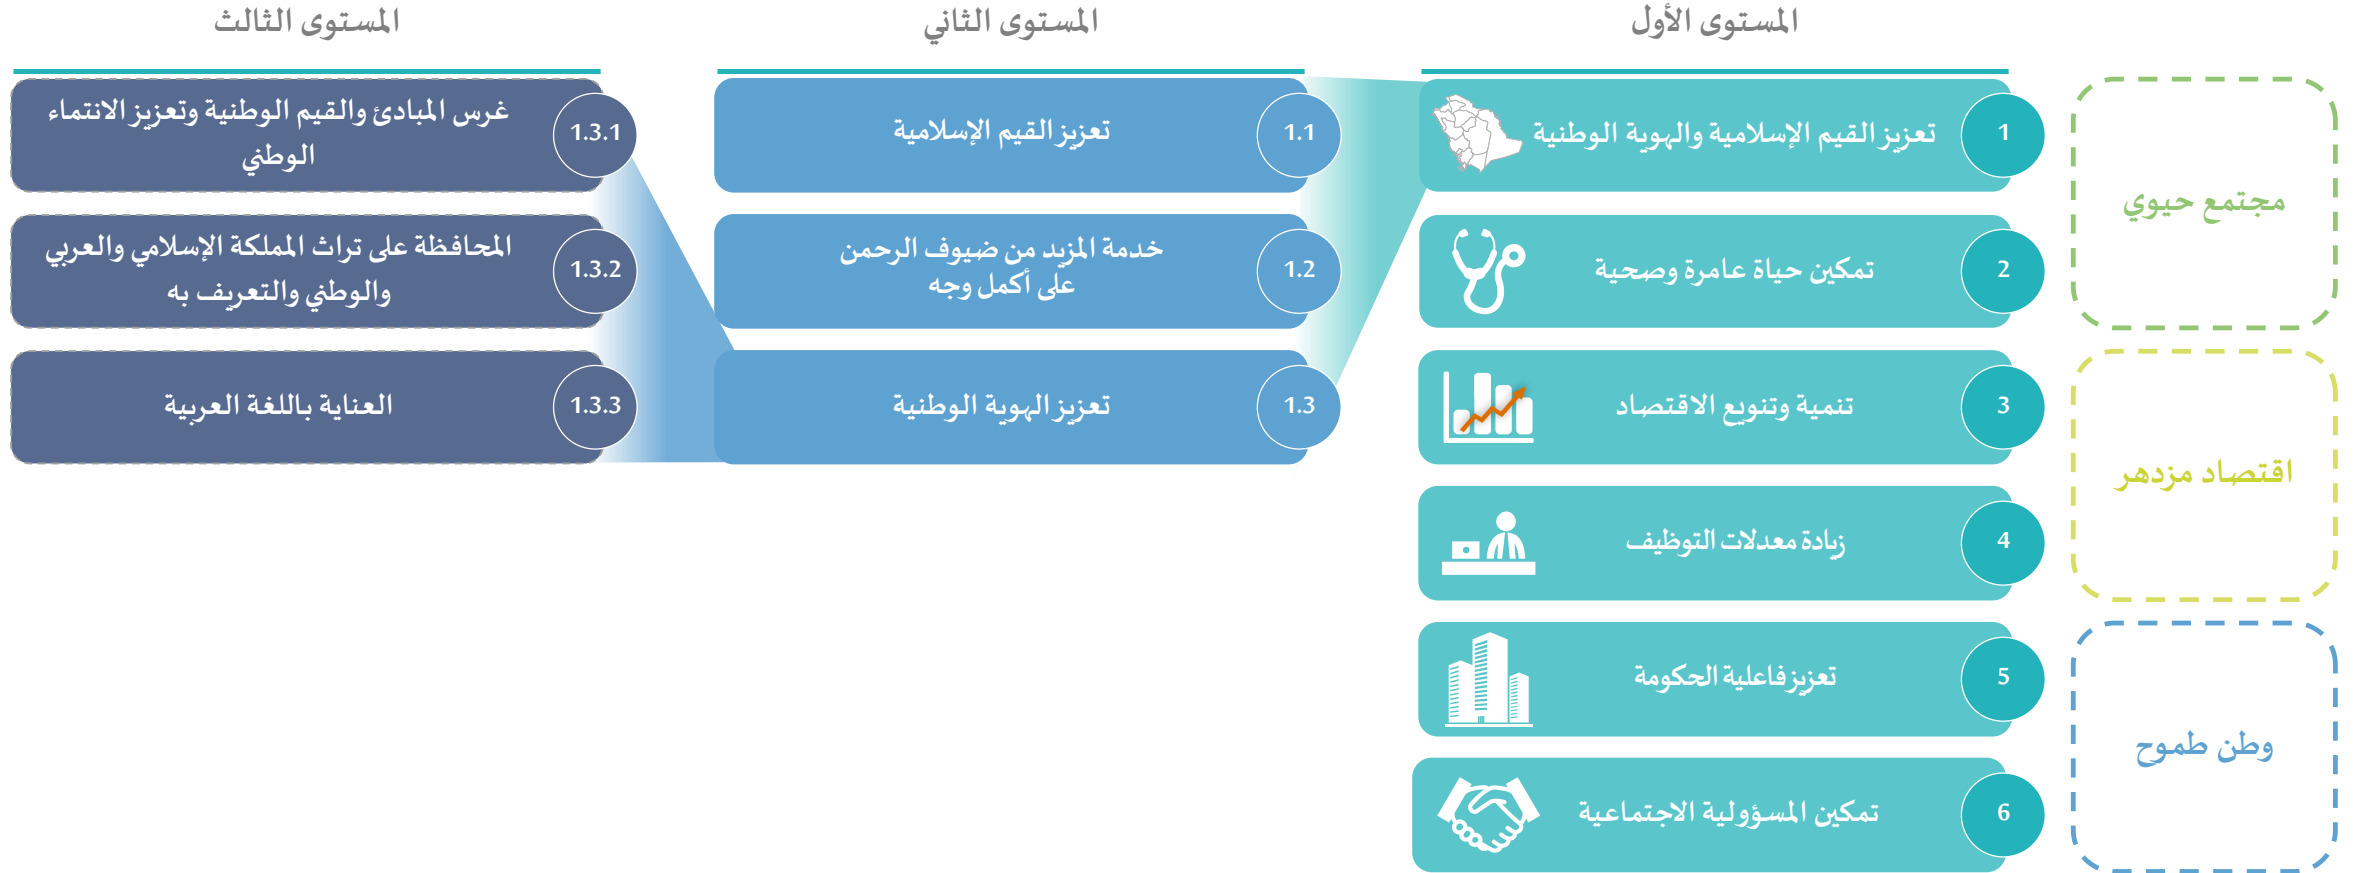 المستوى الأول
المستوى الثاني
المستوى الثالث
مجتمع حيوي
اقتصاد مزدهر
وطن طموح
1
تعزيز القيم الإسلامية والهوية الوطنية
2
تمكين حياة عامرة وصحية
3
تنمية وتنويع الاقتصاد
4
زيادة معدلات التوظيف
5
تعزيز فاعلية الحكومة
6
تمكين المسؤولية الاجتماعية
1.1
تعزيز القيم الإسلامية
1.2
خدمة المزيد من ضيوف الرحمن
على أكمل وجه
1.3
تعزيز الهوية الوطنية
1.3.1
غرس المبادئ والقيم الوطنية وتعزيز الانتماء
الوطني
1.3.2
المحافظة على تراث المملكة الإسلامي والعربي
والوطني والتعريف به
1.3.3
العناية باللغة العربية